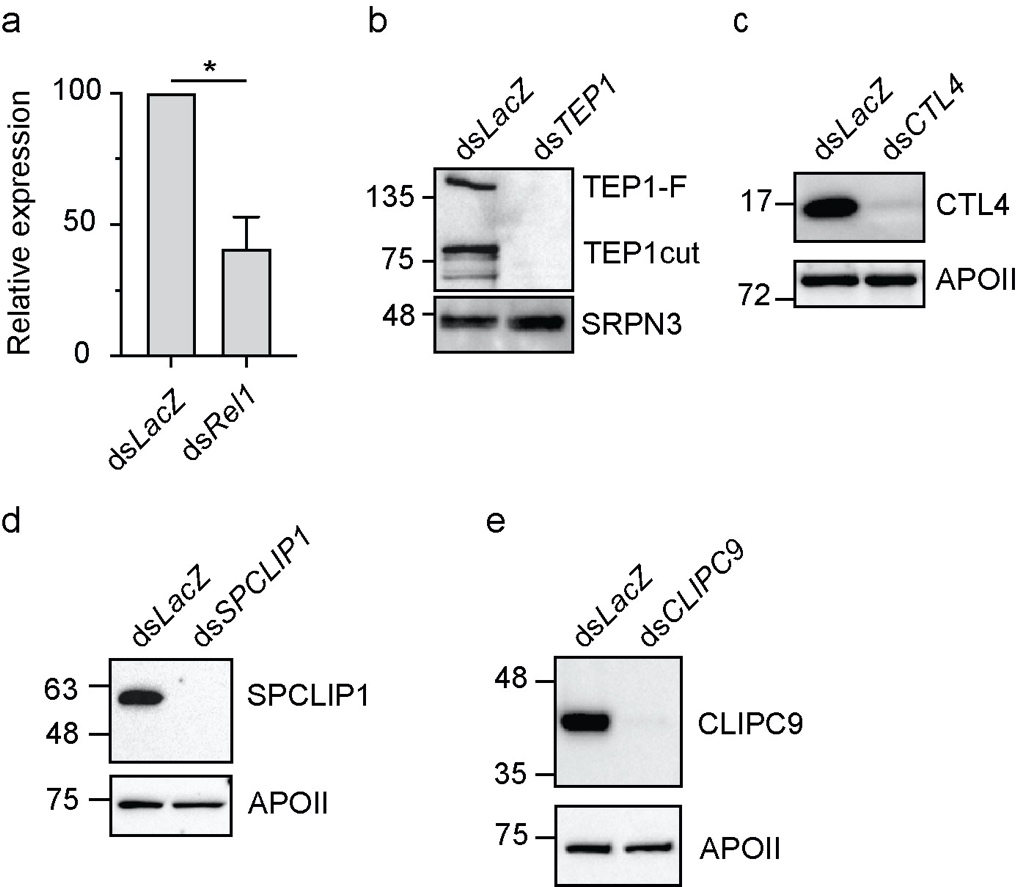 a
Relative expression
100
50
0
*
dsLacZ
dsRel1
b
dsLacZ
dsTEP1
135
TEP1-F
75
TEP1cut
48
SRPN3
c
dsLacZ
dsCTL4
17
CTL4
72
APOII
d
dsLacZ
dsSPCLIP1
63
SPCLIP1
48
75
APOII
e
dsLacZ
dsCLIPC9
48
CLIPC9
35
75
APOII